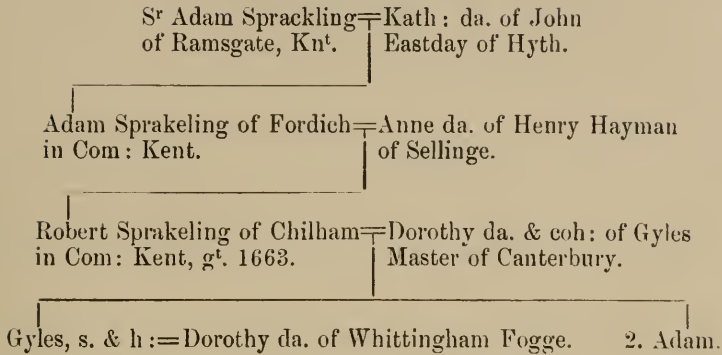 Sʳ Adam Sprackling=Kath: da. of John
of Ramsgate, Knᵗ. Eastday of Hyth.
Adam Sprakeling of Fordich=Anne da. of Henry Hayman
in Com: Kent. of Sellinge.
Robert Sprakeling of Chilham=Dorothy da. & coh: of Gyles
in Com: Kent, gᵗ. 1663. Master of Canterbury.
Gyles, s. & h:=Dorothy da. of Whittingham Fogge. 2. Adam.